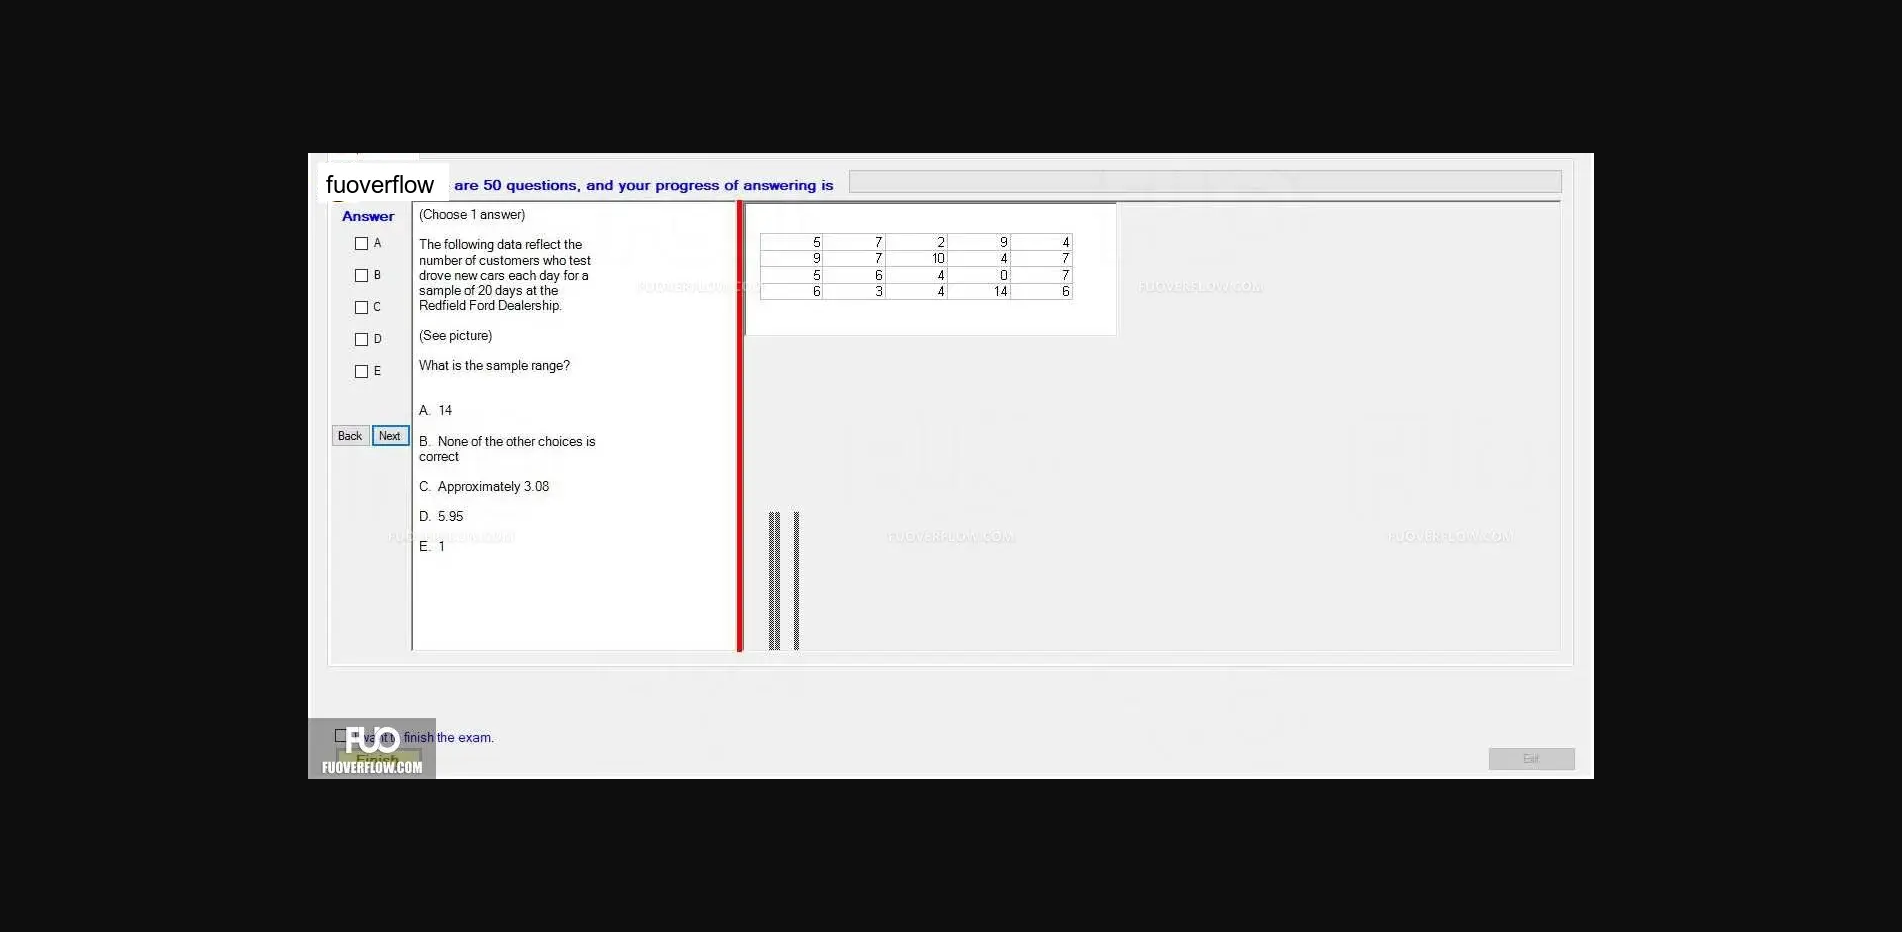 fuoverflow
are 50 questions, and your progress of answering is
Answer
A
B
C
D
E
Back Next
(Choose 1 answer)
The following data reflect the
number of customers who test
drove new cars each day for a
sample of 20 days at the
Redfield Ford Dealership.
(See picture)
What is the sample range?
A. 14
B. None of the other choices is
correct
C. Approximately 3.08
D. 5.95
E. 1
5 7 2 9 4
9 7 10 4 7
5 6 4 0 7
6 3 4 14 6
FUOVERFLOW.COM
FUOVERFLOW.COM
FUOVERFLOW.COM
FUOVERFLOW.COM
FUOVERFLOW.COM
I want to finish the exam.
Finish
FUO
FUOVERFLOW.COM
Exit